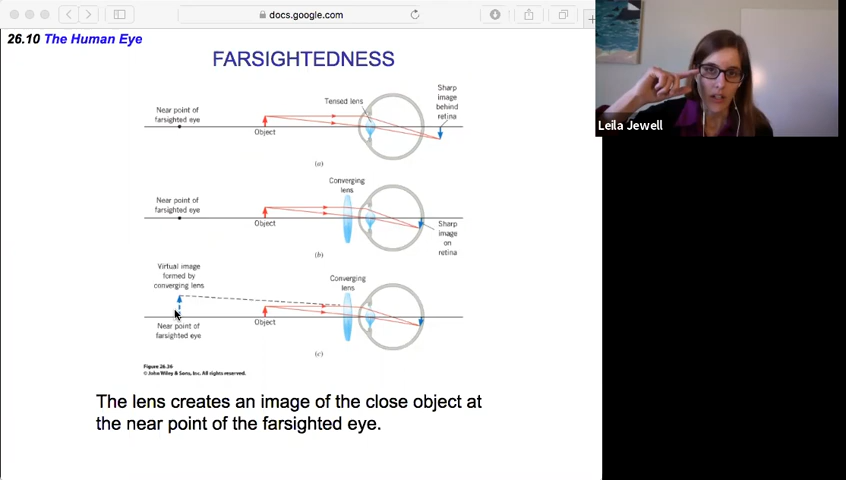 docs.google.com
26.10 The Human Eye
FARSIGHTEDNESS
Near point of
farsighted eye
Object
Tensed lens
Sharp
image
behind
retina
(a)
Near point of
farsighted eye
Object
Converging
lens
Sharp
image
on
retina
(b)
Virtual image
formed by
converging lens
Near point of
farsighted eye
Object
Converging
lens
(c)
Figure 26.36
© John Wiley & Sons, Inc. All rights reserved.
The lens creates an image of the close object at
the near point of the farsighted eye.
Leila Jewell